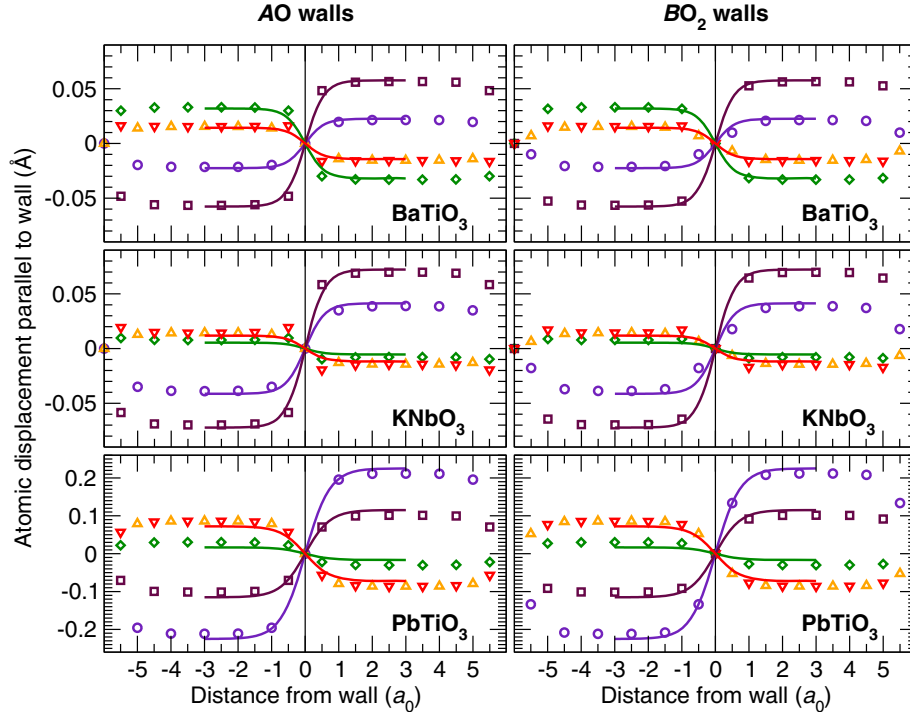 AO walls
BO2 walls
Atomic displacement parallel to wall (Å)
0.05
0
-0.05
BaTiO3
BaTiO3
0.05
0
-0.05
KNbO3
KNbO3
0.2
0.1
0
-0.1
-0.2
PbTiO3
PbTiO3
-5 -4 -3 -2 -1 0 1 2 3 4 5
-5 -4 -3 -2 -1 0 1 2 3 4 5
Distance from wall (a0)
Distance from wall (a0)